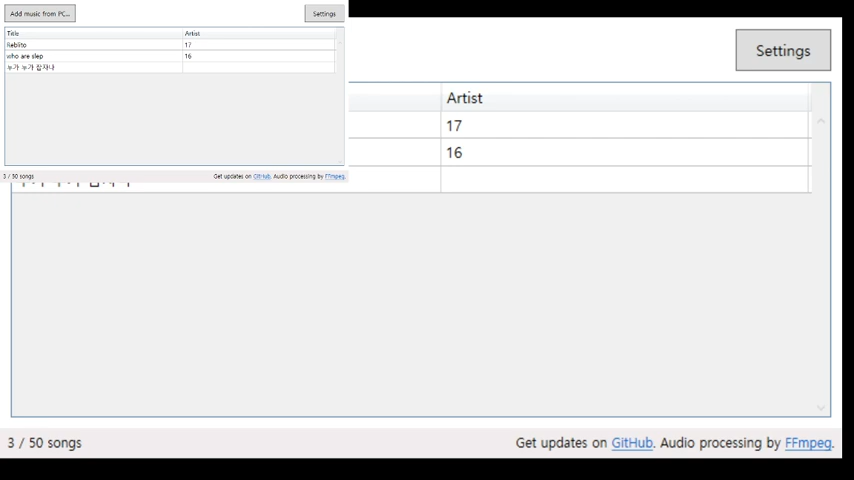 Add music from PC...
Settings
Title Artist
Reblito 17
who are slep 16
누가 누가 잡자나
3 / 50 songs
Get updates on GitHub. Audio processing by FFmpeg.
Settings
Artist
17
16
3 / 50 songs
Get updates on GitHub. Audio processing by FFmpeg.